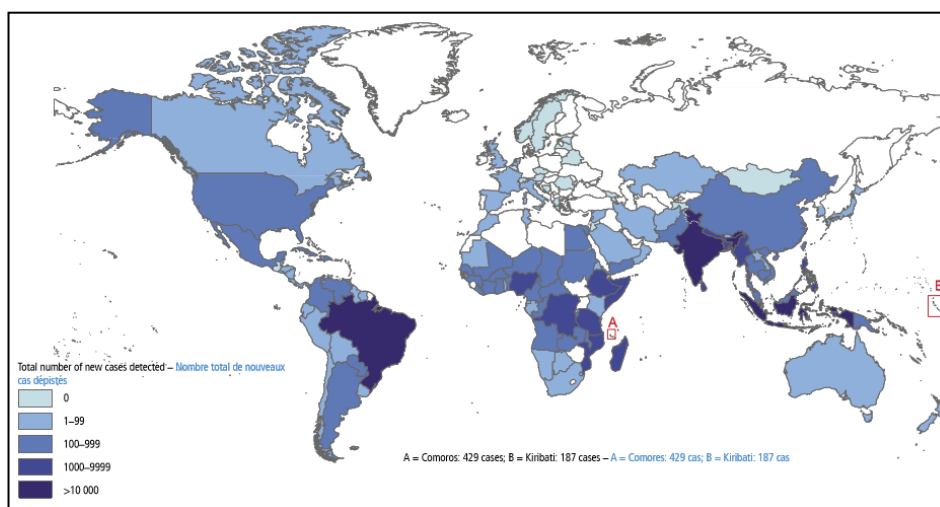 B
A
Total number of new cases detected – Nombre total de nouveaux
cas dépistés
0
1–99
100–999
1000–9999
>10 000
A = Comoros: 429 cases; B = Kiribati: 187 cases – A = Comores: 429 cas; B = Kiribati: 187 cas